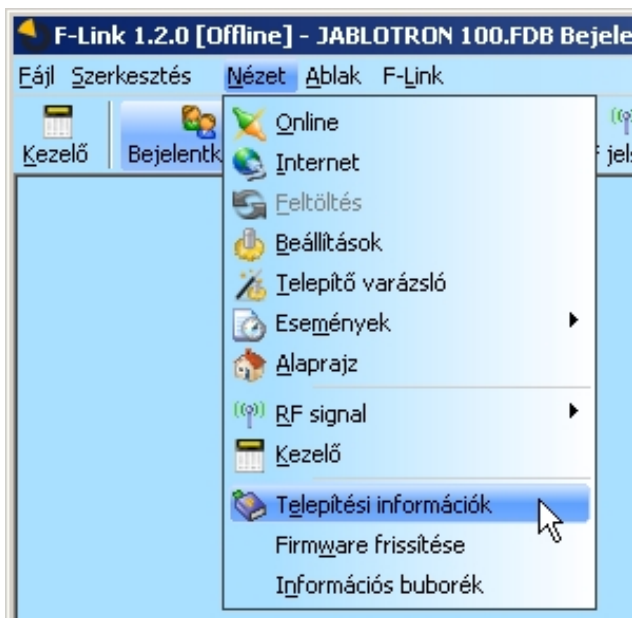 F-Link 1.2.0 [Offline] - JABLOTRON 100.FDB Bejele
Fájl Szerkesztés Nézet Ablak F-Link
Kezelő Bejelentk jels
Online
Internet
Feltöltés
Beállítások
Telepítő varázsló
Események
Alaprajz
RF signal
Kezelő
Telepítési információk
Firmware frissítése
Információs buborék